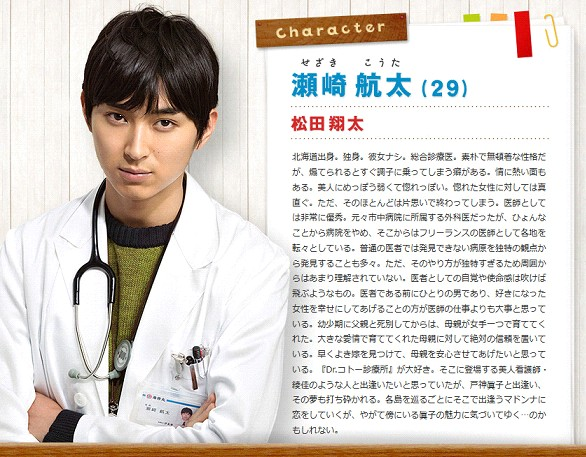 Character
せざき こうた
瀬崎 航太 (29)
松田 翔太
北海道出身。独身。彼女ナシ。総合診療医。素朴で無頓着な性格だ
が、煽てられるとすぐ調子に乗ってしまう癖がある。情に熱い面も
ある。美人にめっぽう弱くて惚れっぽい。惚れた女性に対しては真
直ぐ。ただ、そのほとんどは片思いで終わってしまう。医師として
は非常に優秀。元々市中病院に所属する外科医だったが、ひょんな
ことから病院をやめ、そこからはフリーランスの医師として各地を
転々としている。普通の医者では発見できない病原を独特の観点か
ら発見することも多々。ただ、そのやり方が独特すぎるため周囲か
らはあまり理解されていない。医者としての自覚や使命感は吹けば
飛ぶようなもの。医者である前にひとりの男であり、好きになった
女性を幸せにしてあげることの方が医師の仕事よりも大事と思って
いる。幼少期に父親と死別してからは、母親が女手一つで育ててく
れた。大きな愛情で育ててくれた母親に対して絶対の信頼を置いて
いる。早くよき嫁を見つけて、母親を安心させてあげたいと思って
いる。『Dr.コトー診療所』が大好き。そこに登場する美人看護師・
綾佳のような人と出逢いたいと思っていたが、戸神眞子と出逢い、
その夢も打ち砕かれる。各島を巡るごとにそこで出逢うマドンナに
恋をしていくが、やがて傍にいる眞子の魅力に気づいてゆく…のか
もしれない。
瀬崎 航太